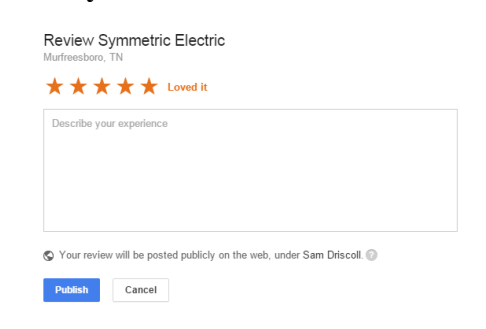 Review Symmetric Electric
Murfreesboro, TN
Loved it
Describe your experience
Your review will be posted publicly on the web, under Sam Driscoll. ?
Publish Cancel